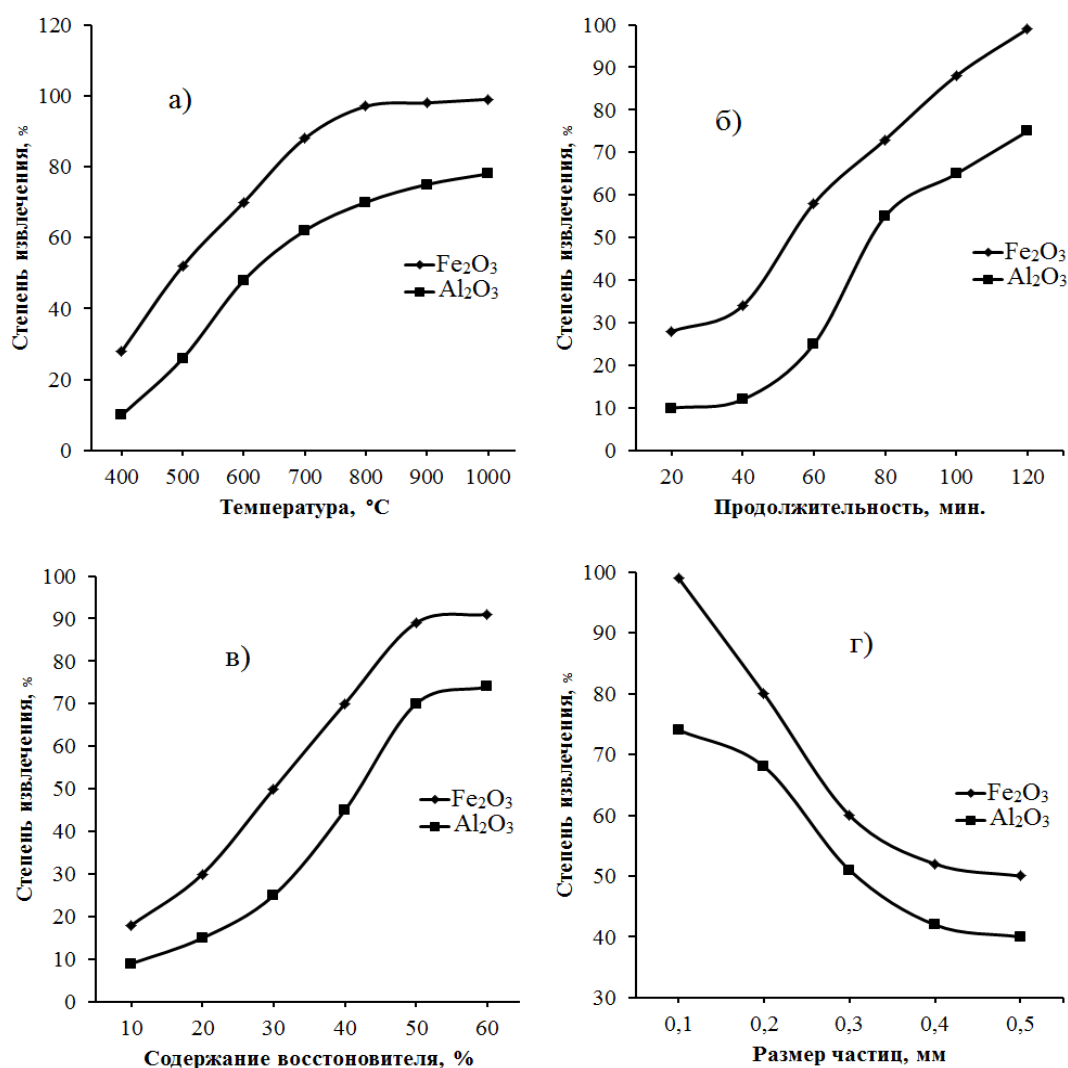 Степень извлечения, %
120
100
80
60
40
20
0
а)
Fe₂O₃
Al₂O₃
400 500 600 700 800 900 1000
Температура, °С
Степень извлечения, %
100
90
80
70
60
50
40
30
20
10
0
б)
Fe₂O₃
Al₂O₃
20 40 60 80 100 120
Продолжительность, мин.
Степень извлечения, %
100
90
80
70
60
50
40
30
20
10
0
в)
Fe₂O₃
Al₂O₃
10 20 30 40 50 60
Содержание восстоновителя, %
Степень извлечения, %
100
90
80
70
60
50
40
30
г)
Fe₂O₃
Al₂O₃
0,1 0,2 0,3 0,4 0,5
Размер частиц, мм